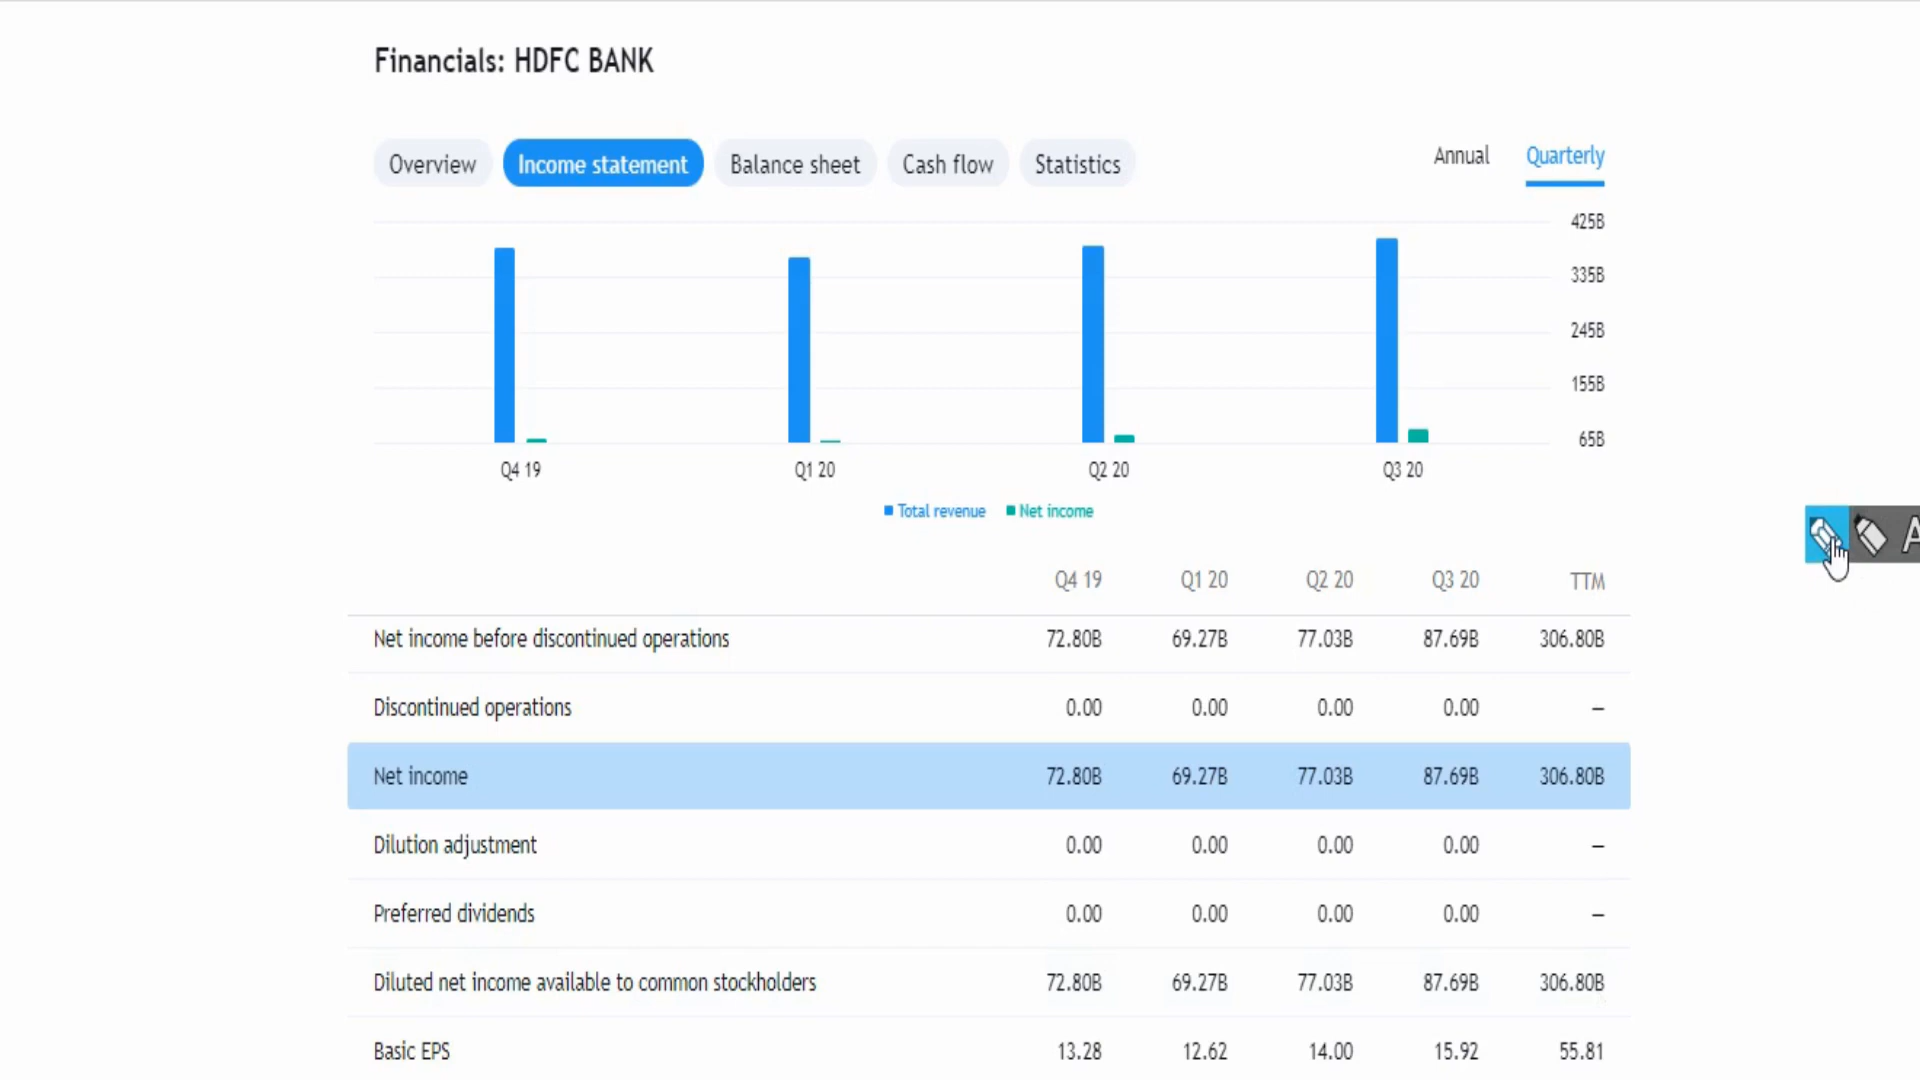 Financials: HDFC BANK
Overview Income statement Balance sheet Cash flow Statistics Annual Quarterly
425B
335B
245B
155B
65B
Q4 19 Q1 20 Q2 20 Q3 20
Total revenue Net income
Q4 19 Q1 20 Q2 20 Q3 20 TTM
Net income before discontinued operations 72.80B 69.27B 77.03B 87.69B 306.80B
Discontinued operations 0.00 0.00 0.00 0.00 —
Net income 72.80B 69.27B 77.03B 87.69B 306.80B
Dilution adjustment 0.00 0.00 0.00 0.00 —
Preferred dividends 0.00 0.00 0.00 0.00 —
Diluted net income available to common stockholders 72.80B 69.27B 77.03B 87.69B 306.80B
Basic EPS 13.28 12.62 14.00 15.92 55.81
A